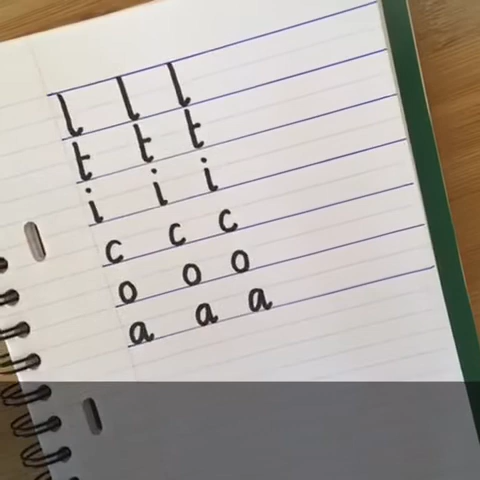 l l l
t t t
i i i
c c c
o o o
a a a